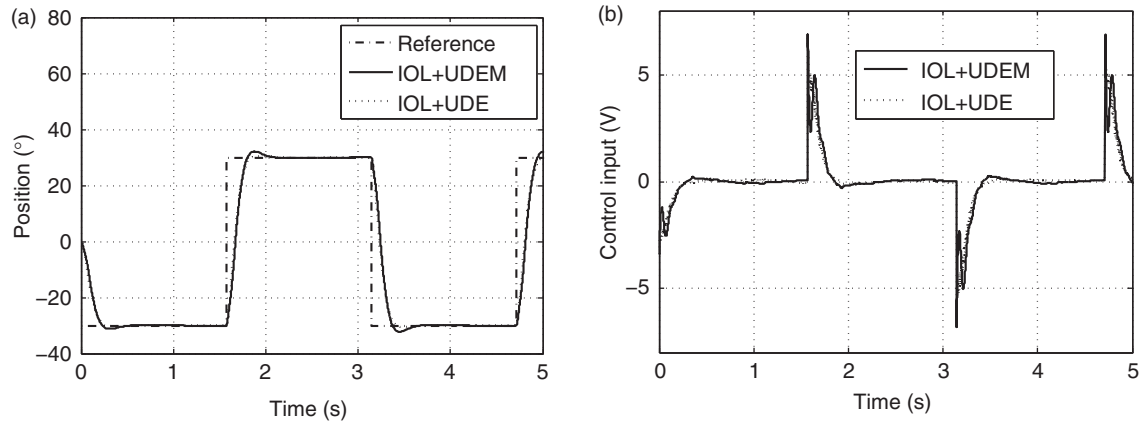 (a)
80
60
40
20
0
−20
−40
Position (°)
0 1 2 3 4 5
Time (s)
Reference
IOL+UDEM
IOL+UDE
(b)
5
0
−5
Control input (V)
0 1 2 3 4 5
Time (s)
IOL+UDEM
IOL+UDE